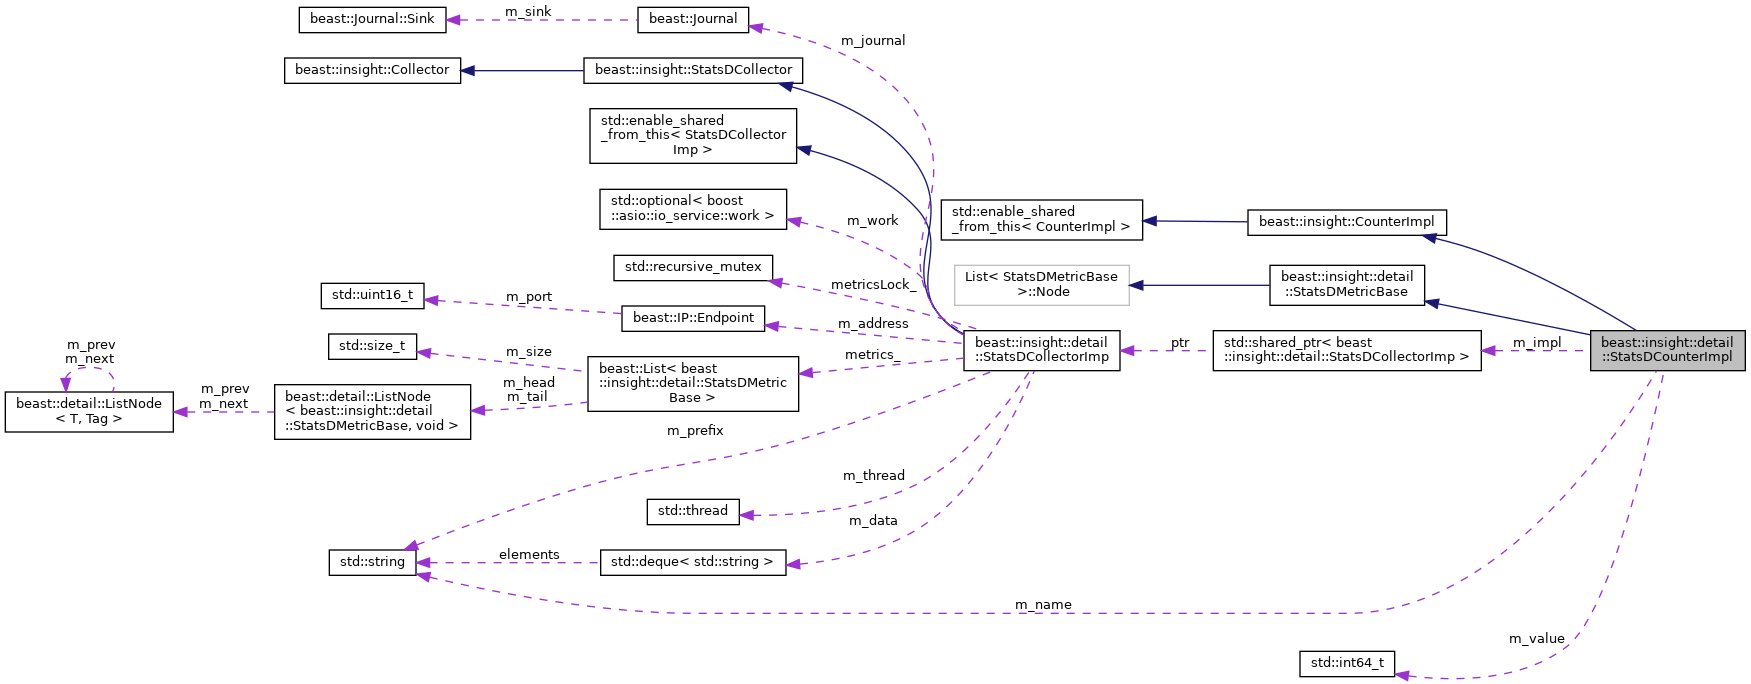 beast::Journal::Sink
m_sink
beast::Journal
m_journal
beast::insight::Collector
beast::insight::StatsDCollector
std::enable_shared
_from_this< StatsDCollector
Imp >
std::optional< boost
::asio::io_service::work >
m_work
std::enable_shared
_from_this< CounterImpl >
beast::insight::CounterImpl
std::recursive_mutex
metricsLock_
List< StatsDMetricBase
>::Node
beast::insight::detail
::StatsDMetricBase
std::uint16_t
m_port
beast::IP::Endpoint
m_address
std::size_t
m_size
metrics_
beast::insight::detail
::StatsDCollectorImp
ptr
std::shared_ptr< beast
::insight::detail::StatsDCollectorImp >
m_impl
beast::insight::detail
::StatsDCounterImpl
m_prev
m_next
beast::detail::ListNode
< T, Tag >
m_prev
m_next
beast::detail::ListNode
< beast::insight::detail
::StatsDMetricBase, void >
m_head
m_tail
beast::List< beast
::insight::detail::StatsDMetric
Base >
m_prefix
m_thread
std::thread
m_data
std::string
elements
std::deque< std::string >
m_name
m_value
std::int64_t